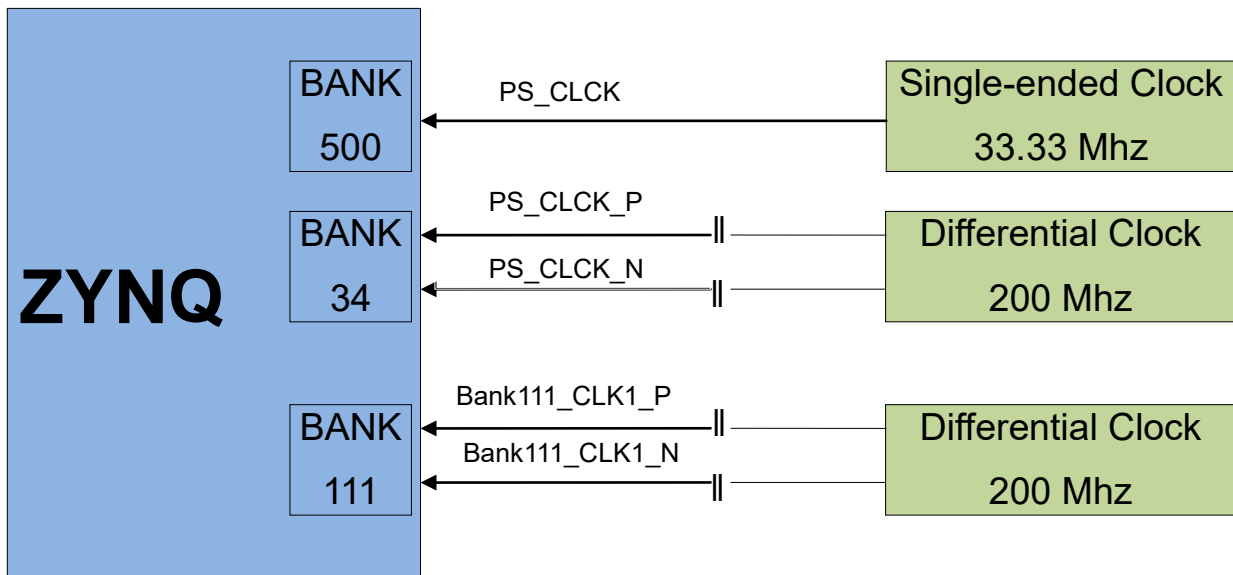 ZYNQ
BANK
500
PS_CLCK
Single-ended Clock
33.33 Mhz
BANK
34
PS_CLCK_P
PS_CLCK_N
Differential Clock
200 Mhz
BANK
111
Bank111_CLK1_P
Bank111_CLK1_N
Differential Clock
200 Mhz